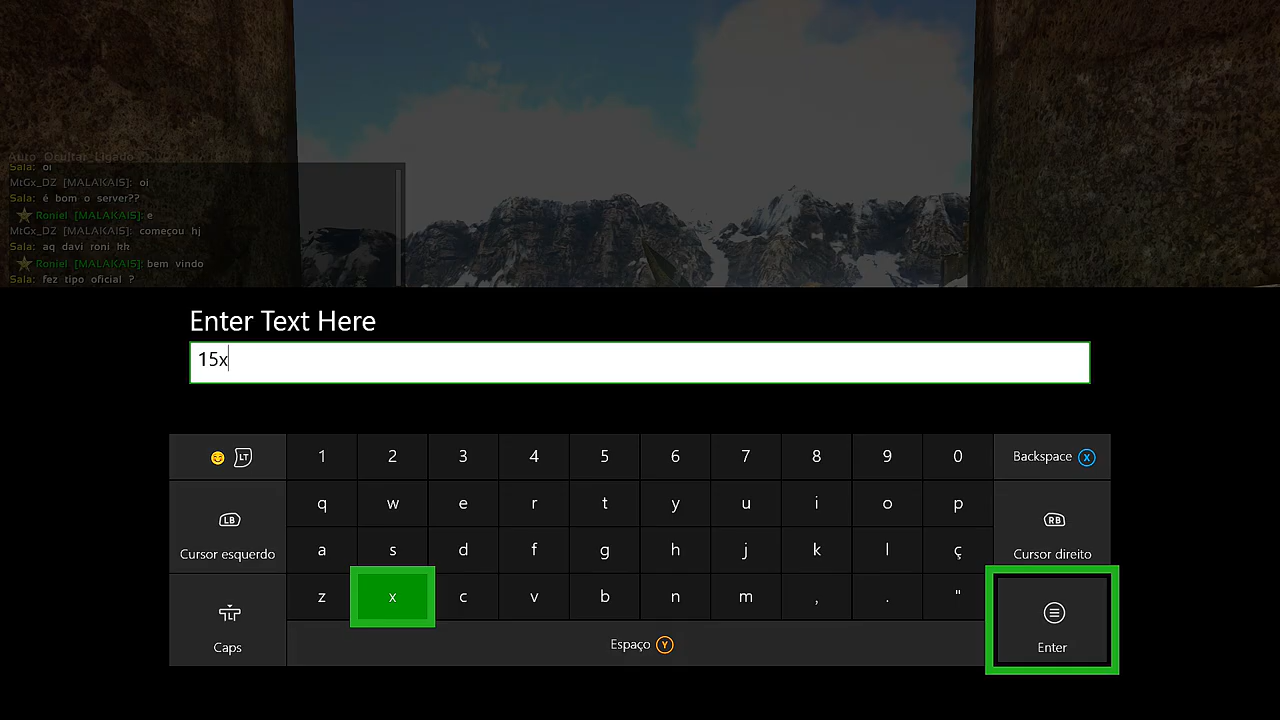 Auto Ocultar Ligado
Sala: oi
MtGx_DZ [MALAKAIS]: oi
Sala: é bom o server??
Roniel [MALAKAIS]: e
MtGx_DZ [MALAKAIS]: começou hj
Sala: aq davi roni kk
Roniel [MALAKAIS]: bem vindo
Sala: fez tipo oficial ?
Enter Text Here
15x
LT 1 2 3 4 5 6 7 8 9 0 Backspace X
LB q w e r t y u i o p RB
Cursor esquerdo a s d f g h j k l ç Cursor direito
z x c v b n m , . "
Caps Espaço Y Enter